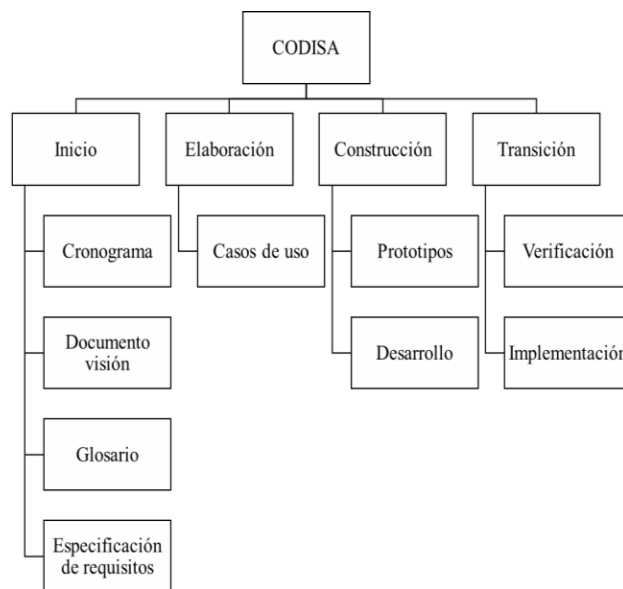 CODISA
Inicio
Elaboración
Construcción
Transición
Cronograma
Casos de uso
Prototipos
Verificación
Documento
visión
Desarrollo
Implementación
Glosario
Especificación
de requisitos